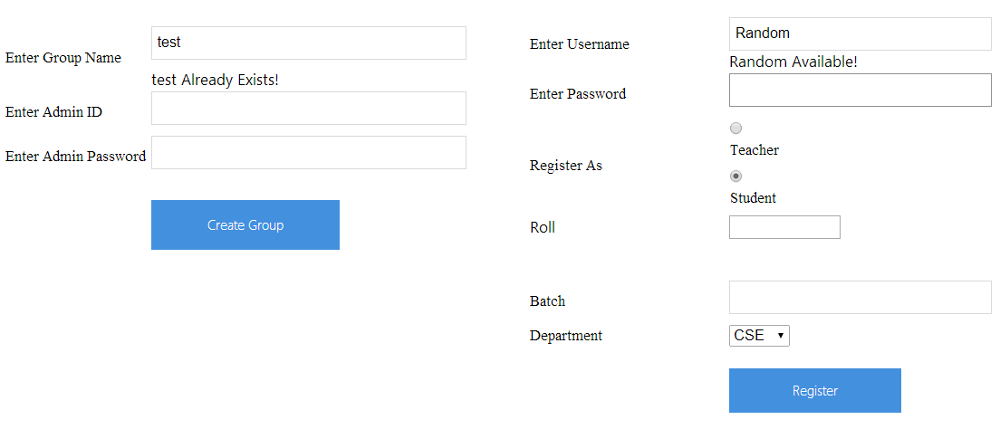 Enter Group Name
test
test Already Exists!
Enter Admin ID
Enter Admin Password
Create Group
Enter Username
Random
Random Available!
Enter Password
Register As
Teacher
Student
Roll
Batch
Department
CSE
Register